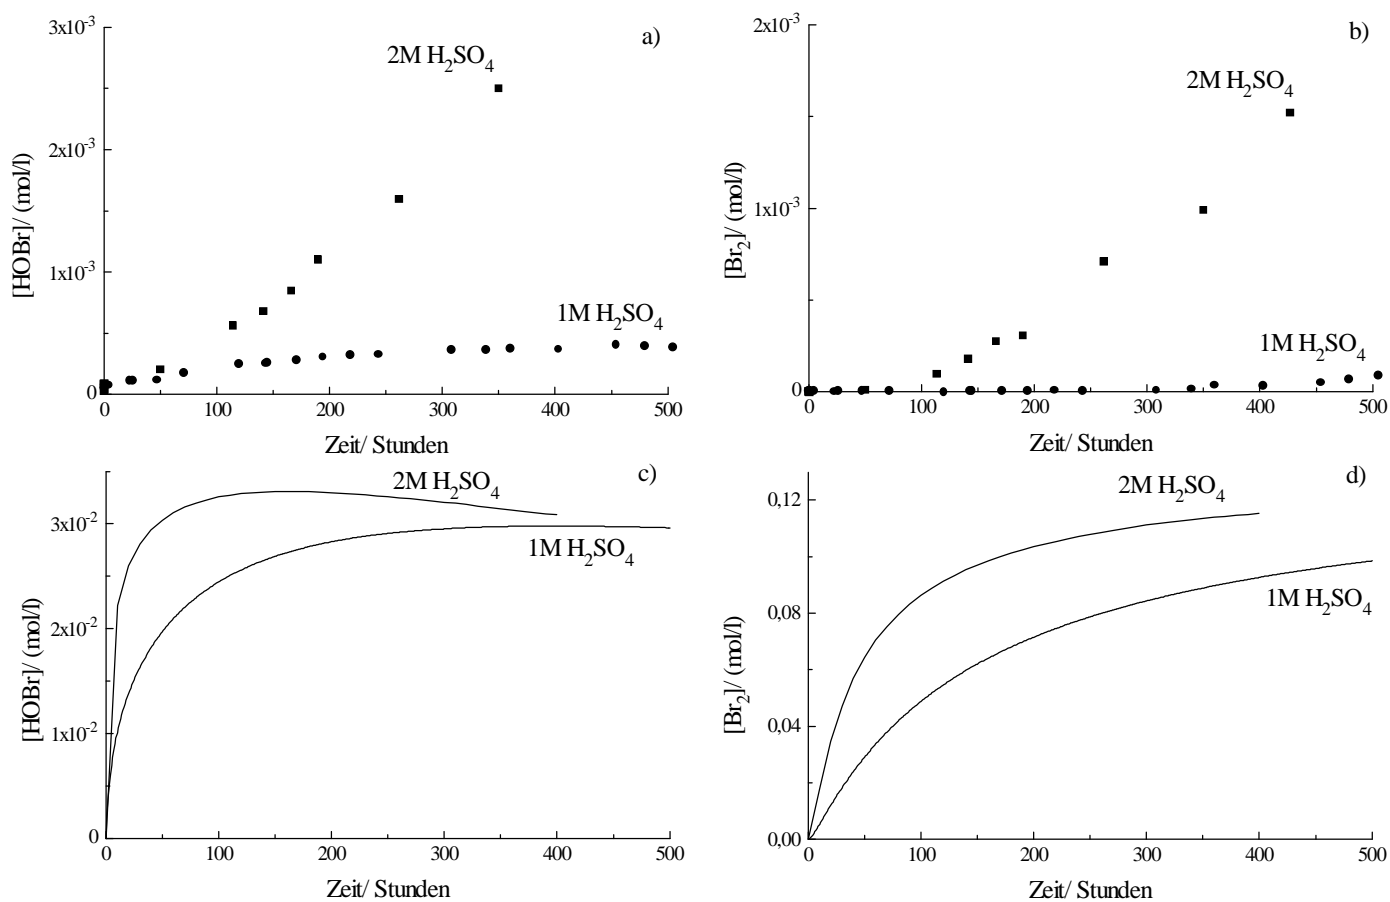 a)
3x10⁻³
2x10⁻³
1x10⁻³
0
[HOBr]/ (mol/l)
2M H₂SO₄
1M H₂SO₄
0 100 200 300 400 500
Zeit/ Stunden
b)
2x10⁻³
1x10⁻³
0
[Br₂]/ (mol/l)
2M H₂SO₄
1M H₂SO₄
0 100 200 300 400 500
Zeit/ Stunden
c)
3x10⁻²
2x10⁻²
1x10⁻²
0
[HOBr]/ (mol/l)
2M H₂SO₄
1M H₂SO₄
0 100 200 300 400 500
Zeit/ Stunden
d)
0,12
0,08
0,04
0,00
[Br₂]/ (mol/l)
2M H₂SO₄
1M H₂SO₄
0 100 200 300 400 500
Zeit/ Stunden